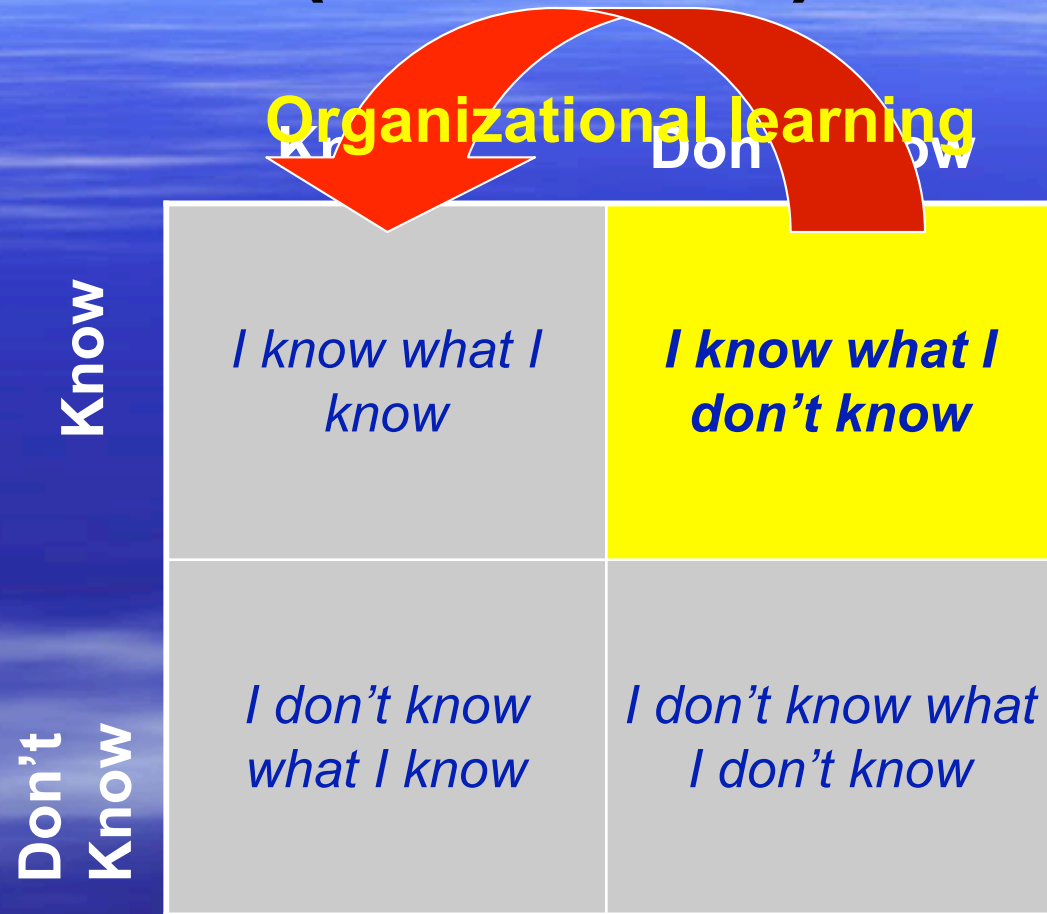 Organizational learning
Know
I know what I
know
I know what I
don't know
Don't
Know
I don't know
what I know
I don't know what
I don't know